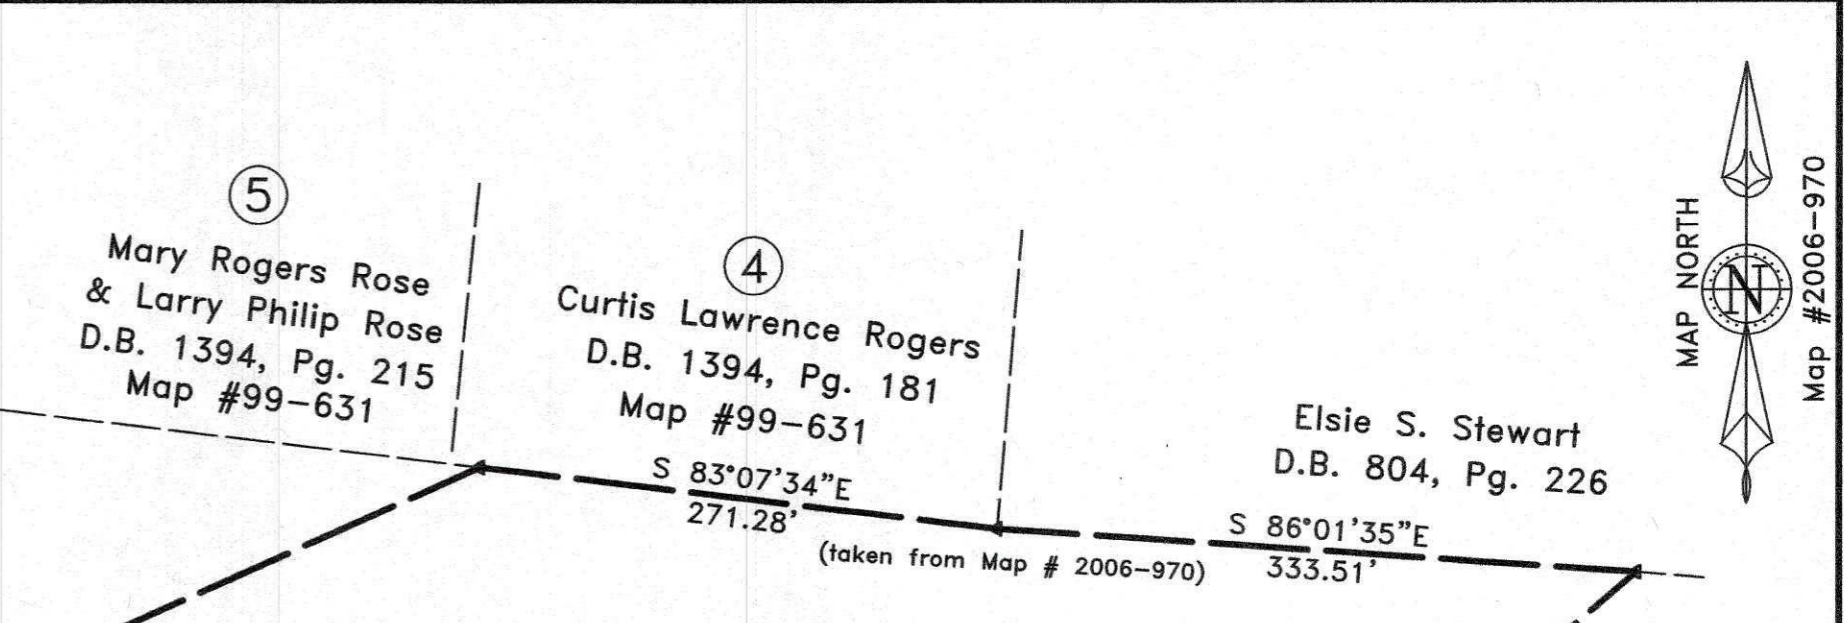 5
Mary Rogers Rose
& Larry Philip Rose
D.B. 1394, Pg. 215
Map #99-631
4
Curtis Lawrence Rogers
D.B. 1394, Pg. 181
Map #99-631
Elsie S. Stewart
D.B. 804, Pg. 226
S 83°07'34"E
271.28'
(taken from Map # 2006-970)
S 86°01'35"E
333.51'
MAP NORTH
N
Map #2006-970